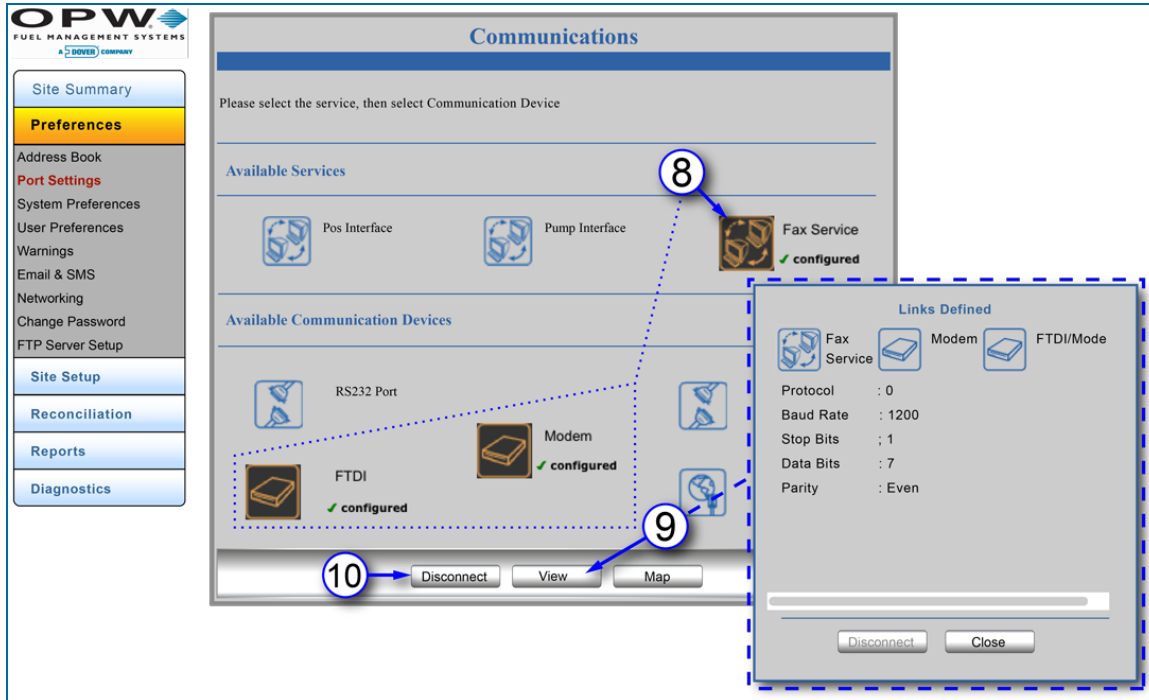 OPW
FUEL MANAGEMENT SYSTEMS
A DOVER COMPANY
Site Summary
Preferences
Address Book
Port Settings
System Preferences
User Preferences
Warnings
Email & SMS
Networking
Change Password
FTP Server Setup
Site Setup
Reconciliation
Reports
Diagnostics
Communications
Please select the service, then select Communication Device
Available Services
8
Pos Interface
Pump Interface
Fax Service
configured
Available Communication Devices
RS232 Port
Modem
configured
FTDI
configured
9
10
Disconnect
View
Map
Links Defined
Fax
Service
Modem
FTDI/Mode
Protocol : 0
Baud Rate : 1200
Stop Bits ; 1
Data Bits : 7
Parity : Even
Disconnect
Close